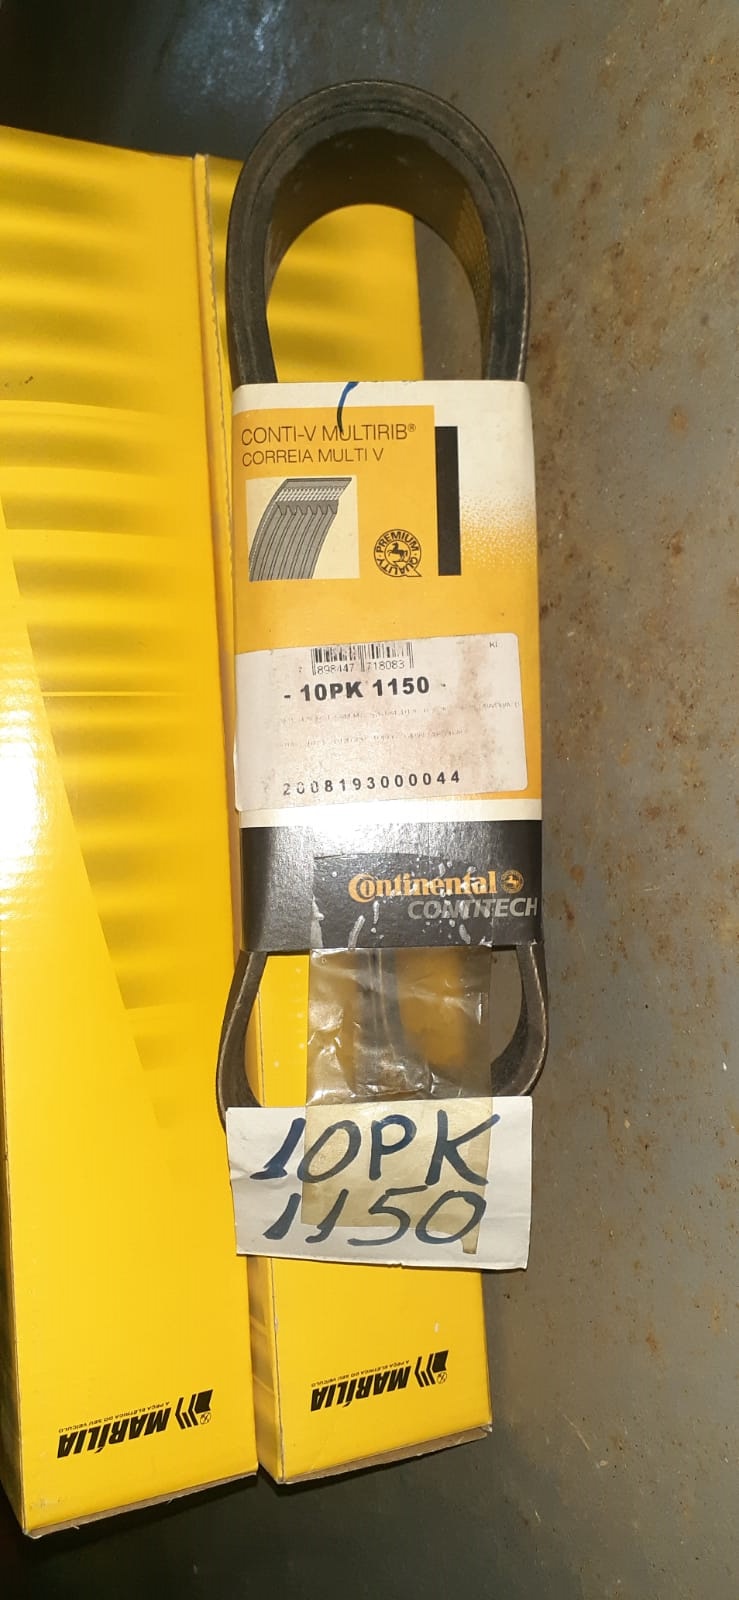 CONTI-V MULTIRIB®
CORREIA MULTI V
PREMIUM QUALITY
KI
7 898447 718083
- 10PK 1150 -
2008193000044
Continental
CONTITECH
10PK
1150
MARÍLIA
A PEÇA ELÉTRICA DO SEU VEÍCULO
MARÍLIA
A PEÇA ELÉTRICA DO SEU VEÍCULO